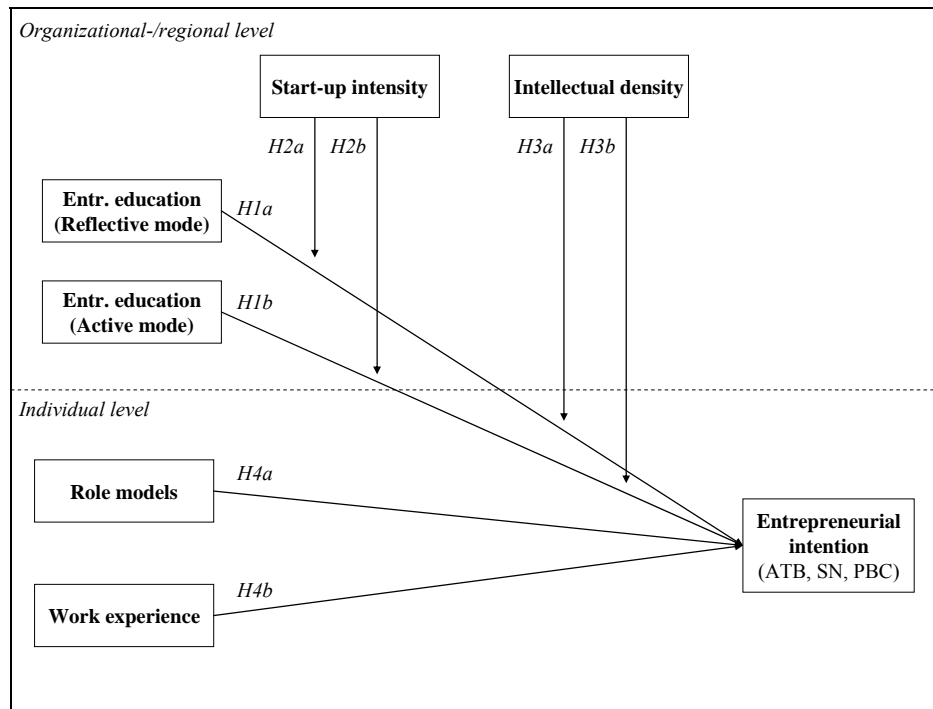 Organizational-/regional level
Start-up intensity
Intellectual density
H2a
H2b
H3a
H3b
Entr. education
(Reflective mode)
H1a
Entr. education
(Active mode)
H1b
Individual level
Role models
H4a
Entrepreneurial
intention
(ATB, SN, PBC)
Work experience
H4b